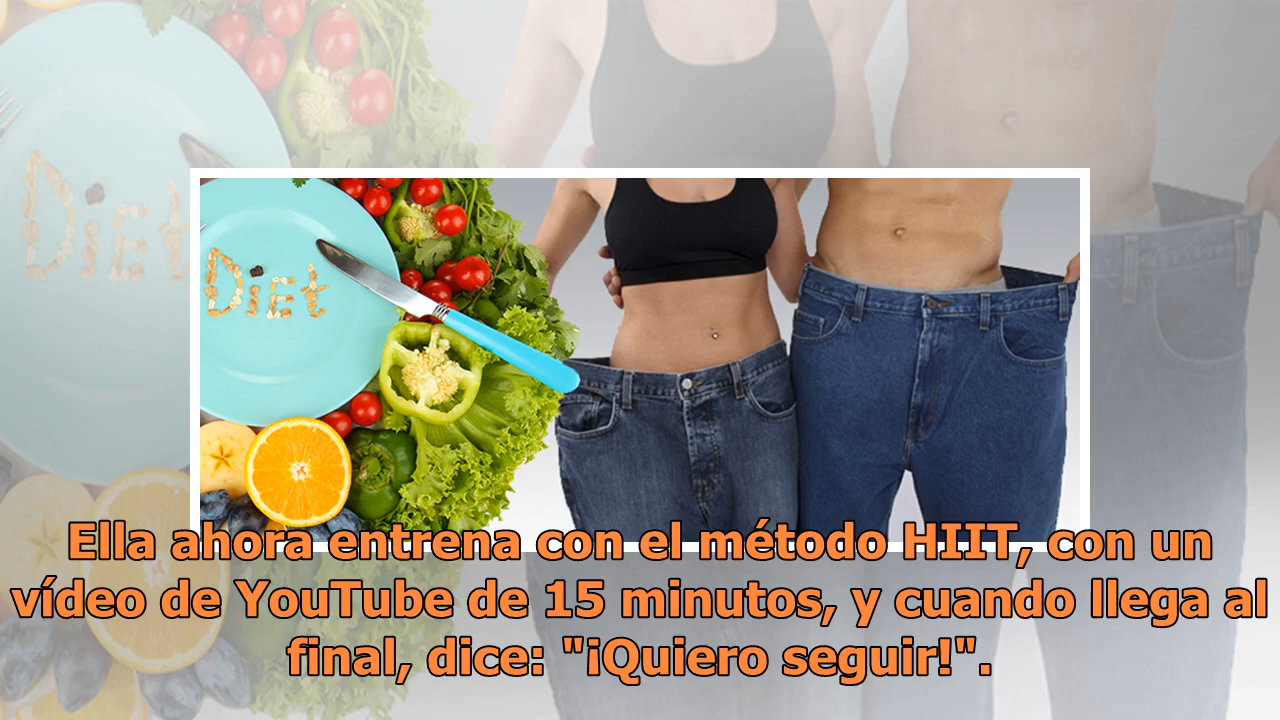 DiEt
DiEt
Ella ahora entrena con el método HIIT, con un
vídeo de YouTube de 15 minutos, y cuando llega al
final, dice: "¡Quiero seguir!".